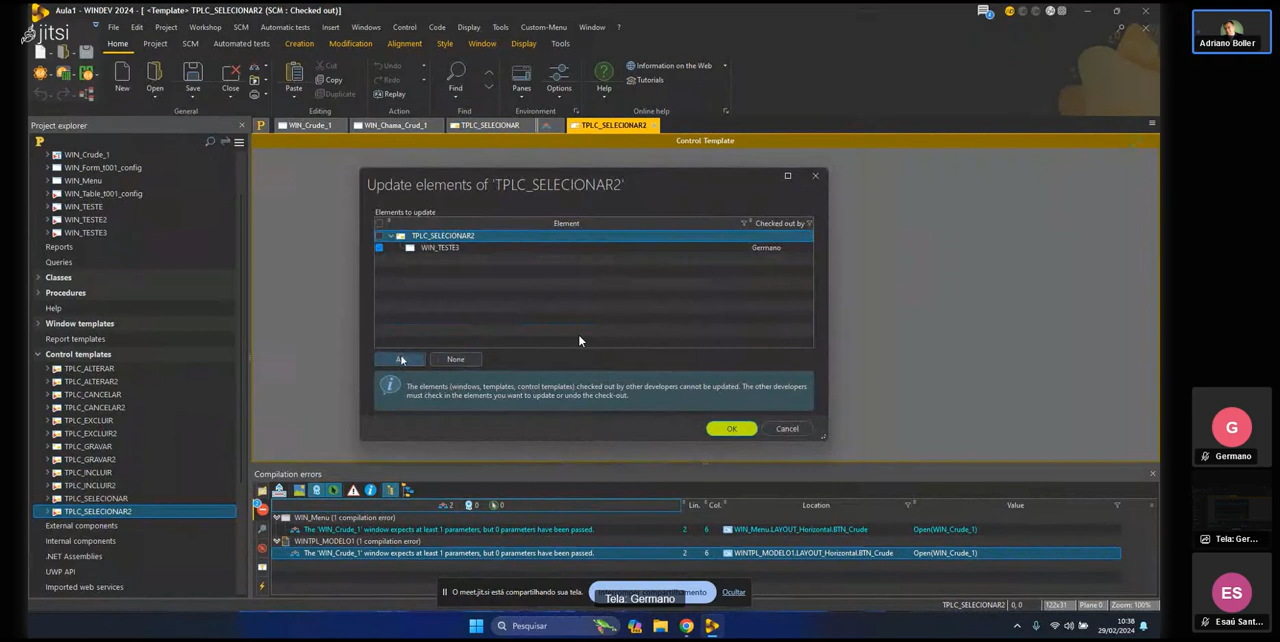 Aula1 - WINDEV 2024 - [ <Template> TPLC_SELECIONAR2 (SCM : Checked out)]
jitsi
File Edit Project Workshop SCM Automatic tests Insert Windows Control Code Display Tools Custom-Menu Window ?
Home Project SCM Automated tests Creation Modification Alignment Style Window Display Tools
New Open Save Close
Paste Cut Copy Duplicate
Undo Redo Replay
Find Panes Options Help
Information on the Web
Tutorials
General Editing Action Find Environment Online help
Project explorer
WIN_Crude_1 WIN_Chama_Crud_1 TPLC_SELECIONAR TPLC_SELECIONAR2
Control Template
WIN_Crude_1
WIN_Form_t001_config
WIN_Menu
WIN_Table_t001_config
WIN_TESTE
WIN_TESTE2
WIN_TESTE3
Reports
Queries
Classes
Procedures
Help
Window templates
Report templates
Control templates
TPLC_ALTERAR
TPLC_ALTERAR2
TPLC_CANCELAR
TPLC_CANCELAR2
TPLC_EXCLUIR
TPLC_EXCLUIR2
TPLC_GRAVAR
TPLC_GRAVAR2
TPLC_INCLUIR
TPLC_INCLUIR2
TPLC_SELECIONAR
TPLC_SELECIONAR2
External components
Internal components
.NET Assemblies
UWP API
Imported web services
Update elements of 'TPLC_SELECIONAR2'
Elements to update
Element Checked out by
TPLC_SELECIONAR2
WIN_TESTE3 Germano
None
The elements (windows, templates, control templates) checked out by other developers cannot be updated. The other developers
must check in the elements you want to update or undo the check-out.
OK Cancel
Compilation errors
2 0 0 Lin. Col. Location Value
WIN_Menu (1 compilation error)
The 'WIN_Crude_1' window expects at least 1 parameters, but 0 parameters have been passed. 2 6 WIN_Menu.LAYOUT_Horizontal.BTN_Crude Open(WIN_Crude_1)
WINTPL_MODELO1 (1 compilation error)
The 'WIN_Crude_1' window expects at least 1 parameters, but 0 parameters have been passed. 2 6 WINTPL_MODELO1.LAYOUT_Horizontal.BTN_Crude Open(WIN_Crude_1)
O meet.jit.si está compartilhando sua tela. Ocultar
Tela: Germano
TPLC_SELECIONAR2 0, 0 122x31 Plane 0 Zoom: 100%
Pesquisar
10:38
29/02/2024
Adriano Boller
G
Germano
Tela: Ger...
ES
Esaú Sant...